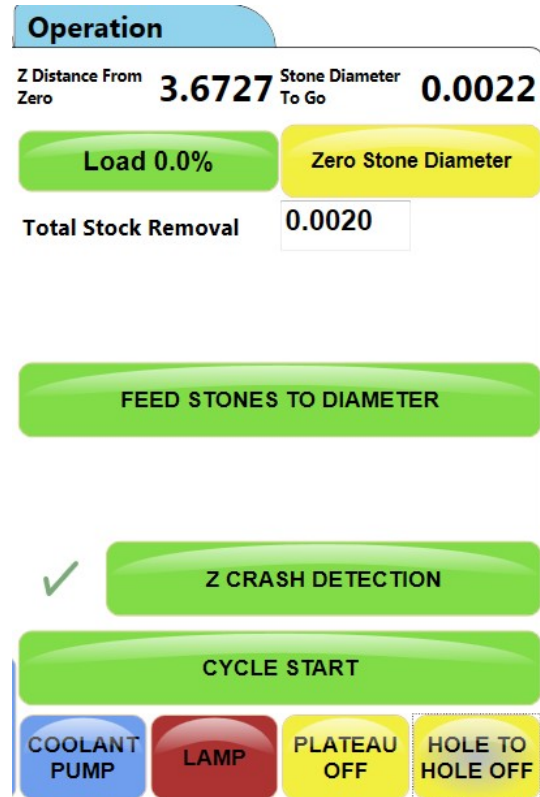 Operation
Z Distance From
Zero
3.6727
Stone Diameter
To Go
0.0022
Load 0.0%
Zero Stone Diameter
Total Stock Removal
0.0020
FEED STONES TO DIAMETER
Z CRASH DETECTION
CYCLE START
COOLANT
PUMP
LAMP
PLATEAU
OFF
HOLE TO
HOLE OFF